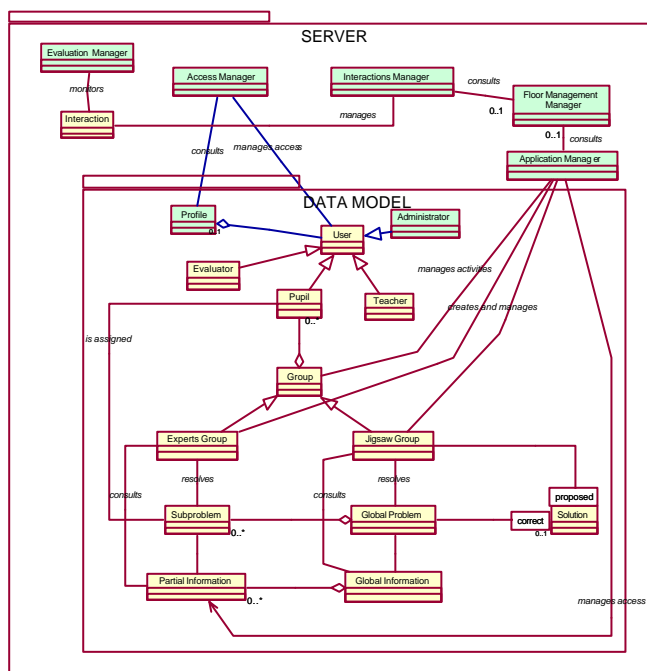 SERVER
Evaluation Manager
Access Manager
Interactions Manager
consults
Floor Management
Manager
monitors
0..1
Interaction
manages
0..1
consults
consults
manages access
Application Manager
DATA MODEL
Profile
0..1
User
Administrator
Evaluator
manages activities
Pupil
Teacher
0..*
creates and manages
is assigned
Group
Experts Group
Jigsaw Group
resolves
resolves
consults
consults
proposed
Subproblem
0..*
Global Problem
correct
Solution
0..1
Partial Information
Global Information
0..*
manages access